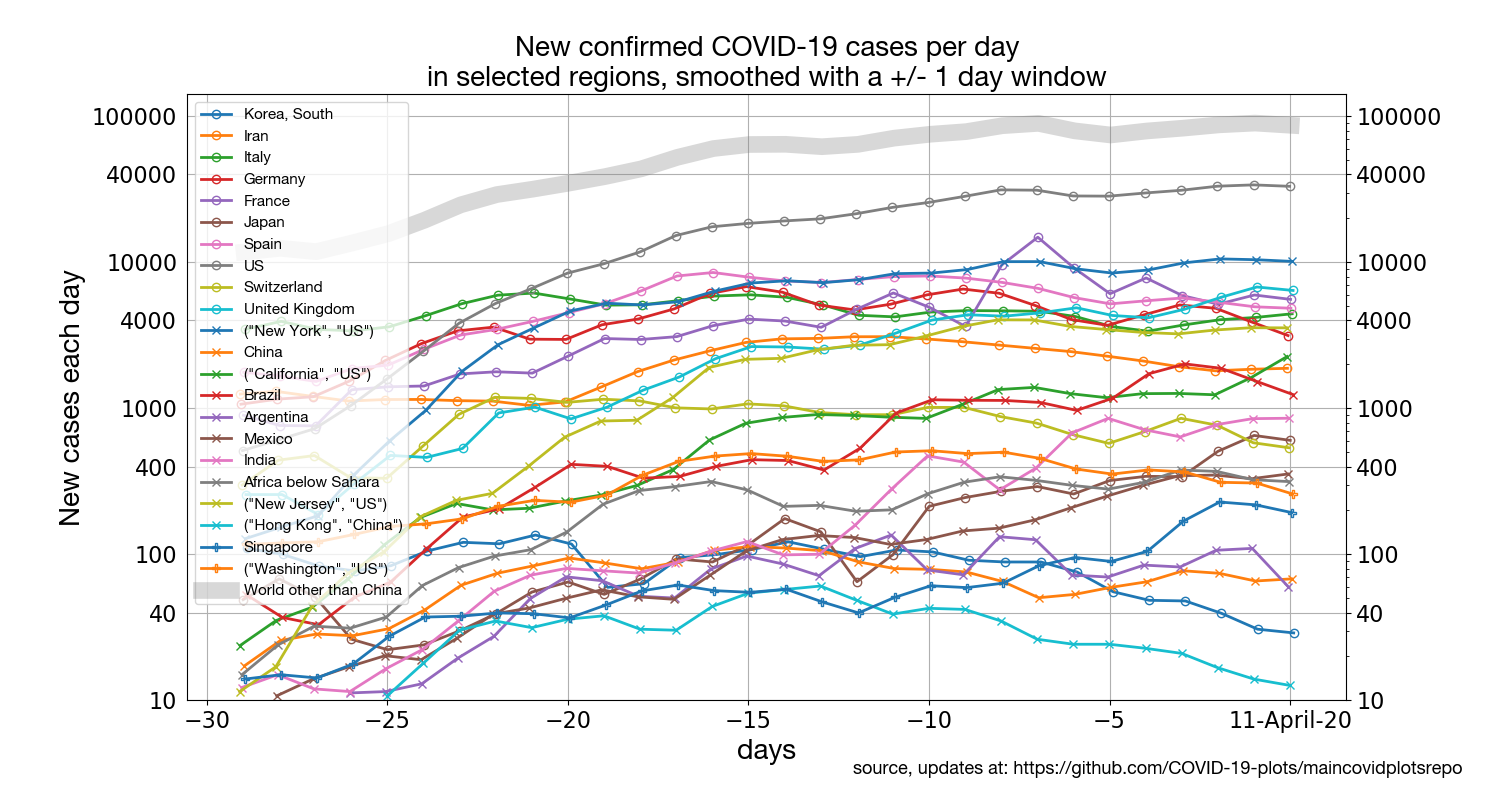 New confirmed COVID-19 cases per day
in selected regions, smoothed with a +/- 1 day window
New cases each day
100000
40000
10000
4000
1000
400
100
40
10
Korea, South
Iran
Italy
Germany
France
Japan
Spain
US
Switzerland
United Kingdom
("New York", "US")
China
("California", "US")
Brazil
Argentina
Mexico
India
Africa below Sahara
("New Jersey", "US")
("Hong Kong", "China")
Singapore
("Washington", "US")
World other than China
100000
40000
10000
4000
1000
400
100
40
10
−30 −25 −20 −15 −10 −5 11-April-20
days
source, updates at: https://github.com/COVID-19-plots/maincovidplotsrepo